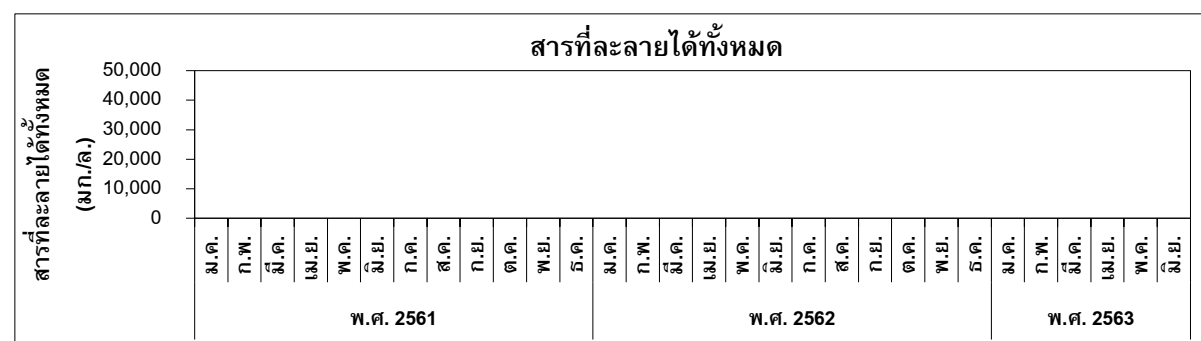 สารที่ละลายได้ทั้งหมด
สารที่ละลายได้ทั้งหมด
(มก./ล.)
50,000
40,000
30,000
20,000
10,000
0
ม.ค. ก.พ. มี.ค. เม.ย. พ.ค. มิ.ย. ก.ค. ส.ค. ก.ย. ต.ค. พ.ย. ธ.ค. ม.ค. ก.พ. มี.ค. เม.ย. พ.ค. มิ.ย. ก.ค. ส.ค. ก.ย. ต.ค. พ.ย. ธ.ค. ม.ค. ก.พ. มี.ค. เม.ย. พ.ค. มิ.ย.
พ.ศ. 2561 พ.ศ. 2562 พ.ศ. 2563